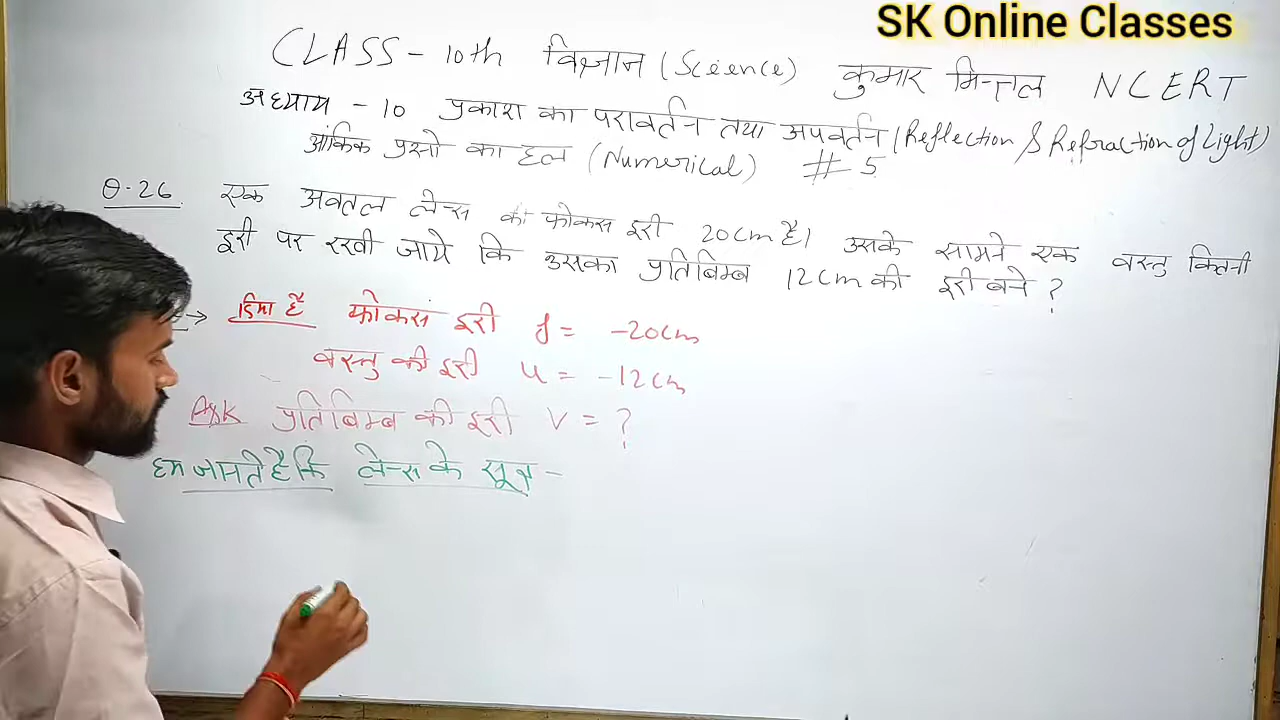 SK Online Classes
CLASS - 10th विज्ञान (Science) कुमार मित्तल NCERT
अध्याय - 10 प्रकाश का परावर्तन तथा अपवर्तन (Reflection & Refraction of Light)
आंकिक प्रश्नो का हल (Numerical) # 5
Q.26 एक अवतल लेन्स की फोकस दूरी 20cm है। उसके सामने एक वस्तु कितनी
दूरी पर रखी जाये कि उसका प्रतिबिम्ब 12cm की दूरी बने ?
→ दिया है फोकस दूरी f = -20cm
वस्तु की दूरी u = -12cm
Ask प्रतिबिम्ब की दूरी v = ?
हम जानते है कि लेन्स के सूत्र -